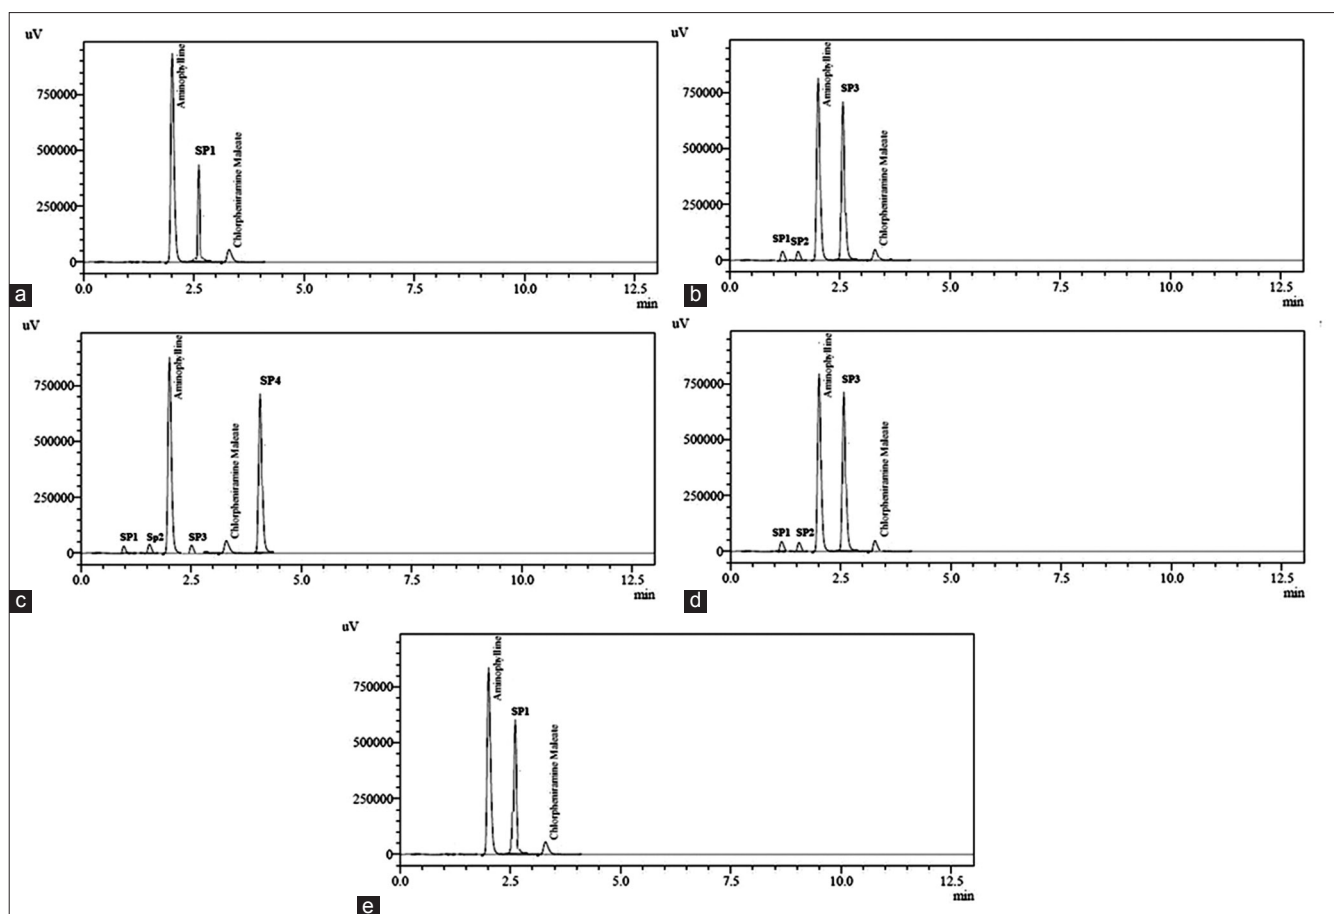 uV
Aminophylline
SP1
Chlorpheniramine Maleate
750000
500000
250000
0
0.0 2.5 5.0 7.5 10.0 12.5
min
a
uV
Aminophylline
SP3
Chlorpheniramine Maleate
SP1
SP2
750000
500000
250000
0
0.0 2.5 5.0 7.5 10.0 12.5
min
b
uV
Aminophylline
SP4
Chlorpheniramine Maleate
SP1
Sp2
SP3
750000
500000
250000
0
0.0 2.5 5.0 7.5 10.0 12.5
min
c
Aminophylline
SP3
Chlorpheniramine Maleate
SP1
SP2
uV
750000
500000
250000
0
0.0 2.5 5.0 7.5 10.0 12.5
min
d
uV
Aminophylline
SP1
Chlorpheniramine Maleate
750000
500000
250000
0
0.0 2.5 5.0 7.5 10.0 12.5
min
e